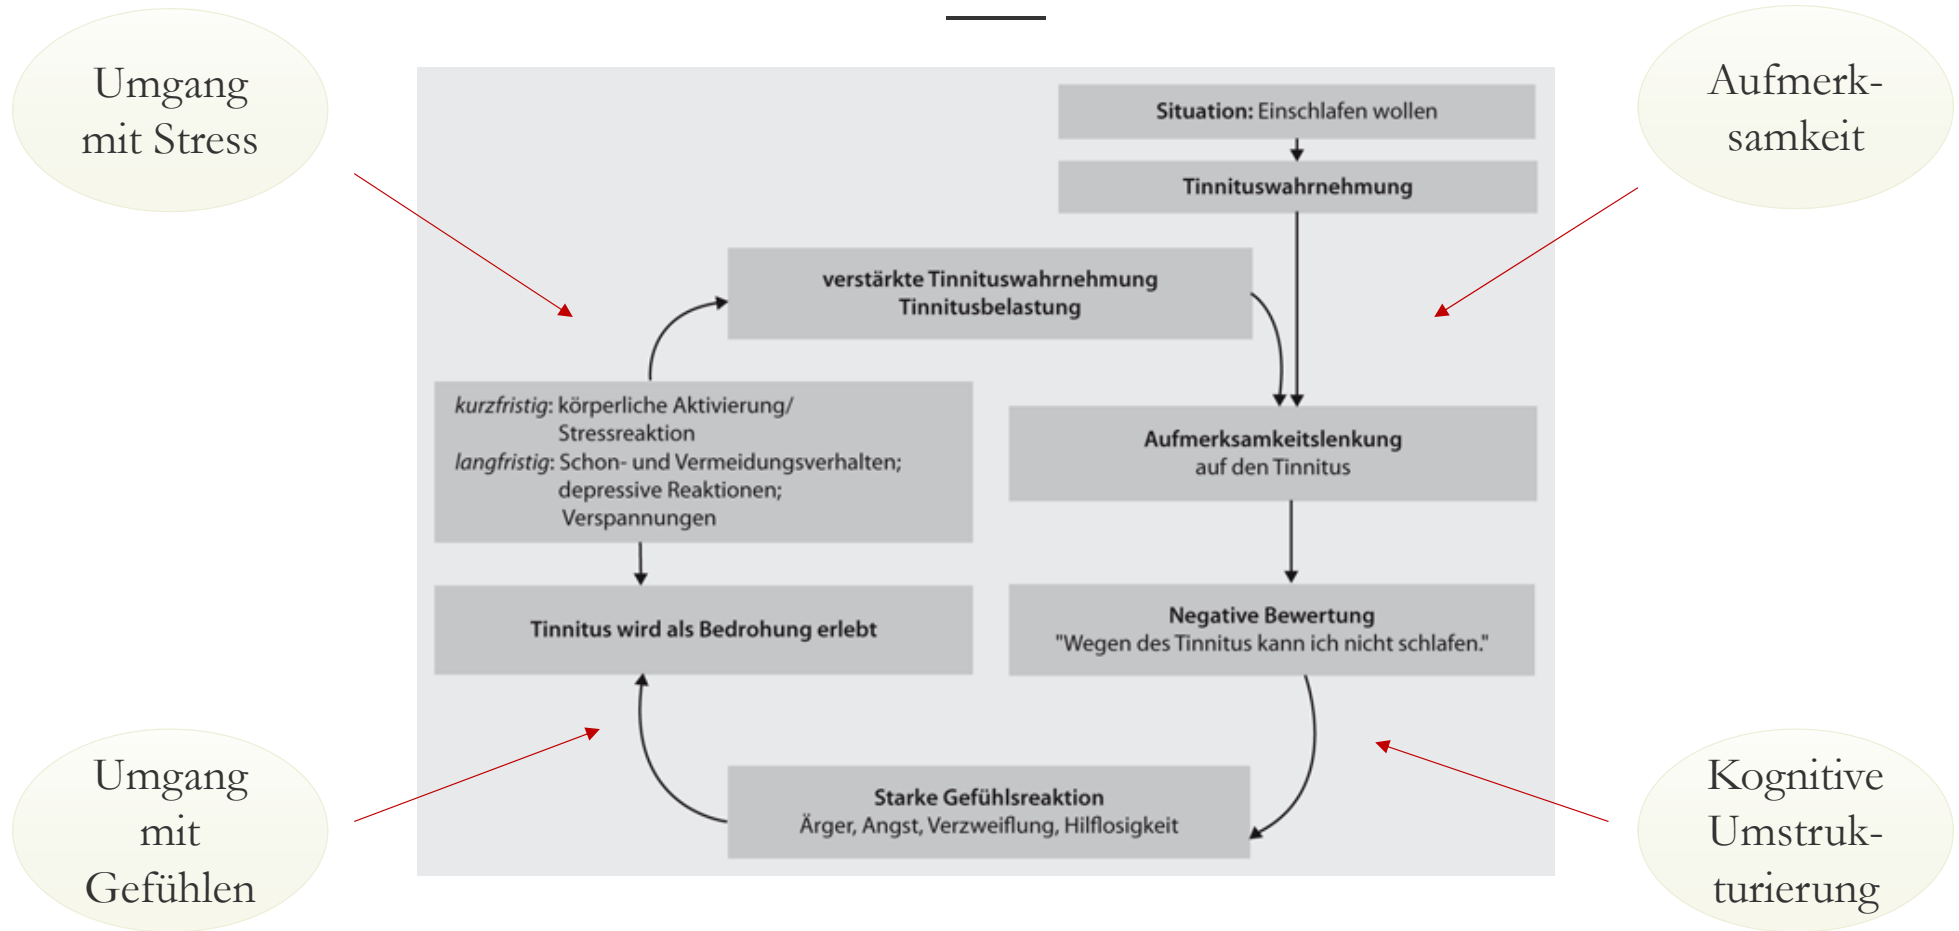 Umgang
mit Stress
Aufmerk-
samkeit
Situation: Einschlafen wollen
Tinnituswahrnehmung
verstärkte Tinnituswahrnehmung
Tinnitusbelastung
kurzfristig: körperliche Aktivierung/
Stressreaktion
langfristig: Schon- und Vermeidungsverhalten;
depressive Reaktionen;
Verspannungen
Aufmerksamkeitslenkung
auf den Tinnitus
Tinnitus wird als Bedrohung erlebt
Negative Bewertung
"Wegen des Tinnitus kann ich nicht schlafen."
Starke Gefühlsreaktion
Ärger, Angst, Verzweiflung, Hilflosigkeit
Umgang
mit
Gefühlen
Kognitive
Umstruk-
turierung